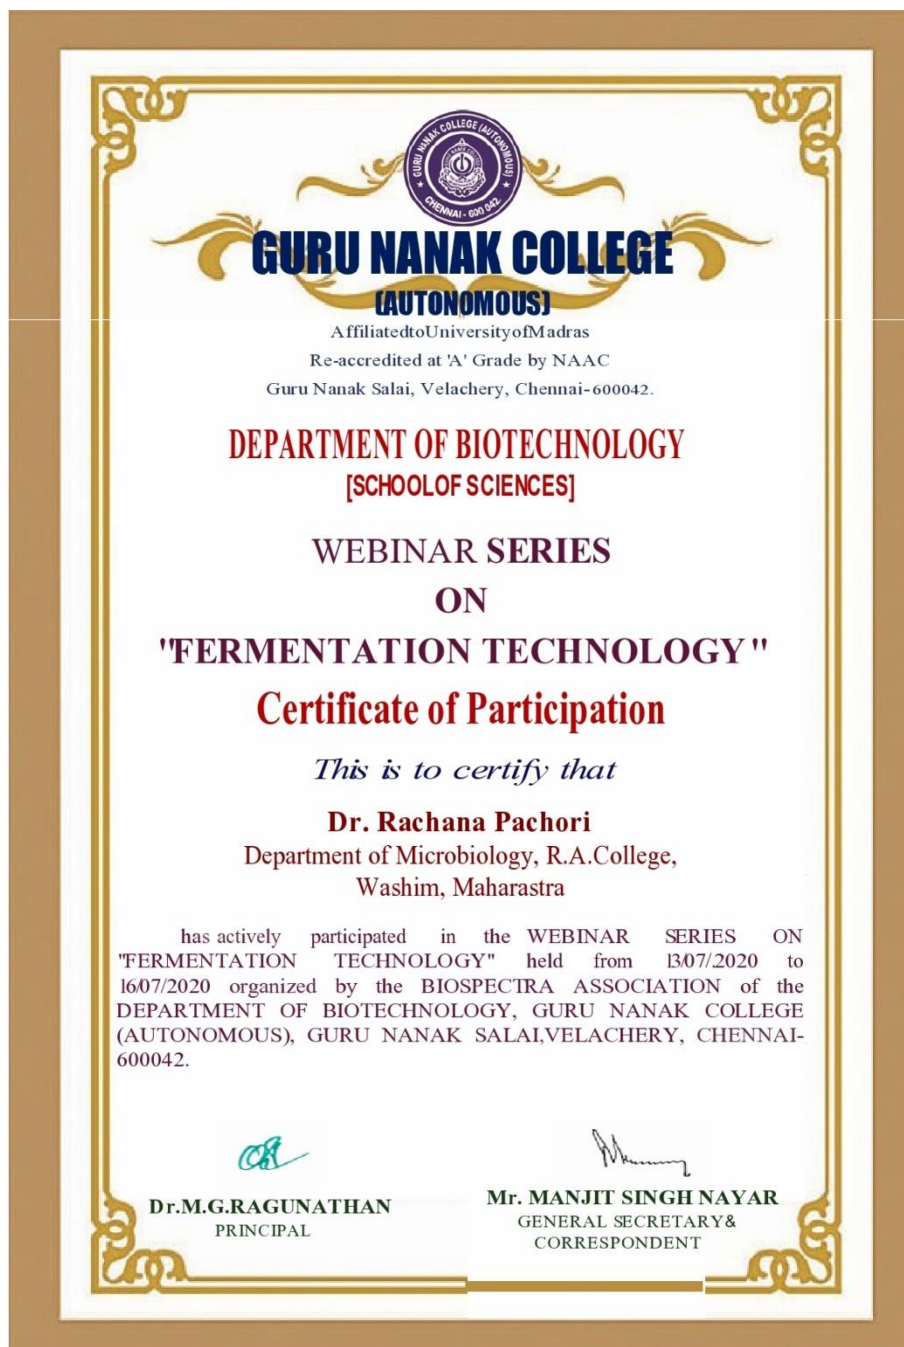 GURU NANAK COLLEGE (AUTONOMOUS)
CHENNAI - 600 042.
GURU NANAK COLLEGE
(AUTONOMOUS)
AffiliatedtoUniversityofMadras
Re-accredited at 'A' Grade by NAAC
Guru Nanak Salai, Velachery, Chennai-600042.
DEPARTMENT OF BIOTECHNOLOGY
[SCHOOLOF SCIENCES]
WEBINAR SERIES
ON
"FERMENTATION TECHNOLOGY"
Certificate of Participation
This is to certify that
Dr. Rachana Pachori
Department of Microbiology, R.A.College,
Washim, Maharastra
has actively participated in the WEBINAR SERIES ON
"FERMENTATION TECHNOLOGY" held from 13/07/2020 to
16/07/2020 organized by the BIOSPECTRA ASSOCIATION of the
DEPARTMENT OF BIOTECHNOLOGY, GURU NANAK COLLEGE
(AUTONOMOUS), GURU NANAK SALAI,VELACHERY, CHENNAI-
600042.
Dr.M.G.RAGUNATHAN
PRINCIPAL
Mr. MANJIT SINGH NAYAR
GENERAL SECRETARY&
CORRESPONDENT